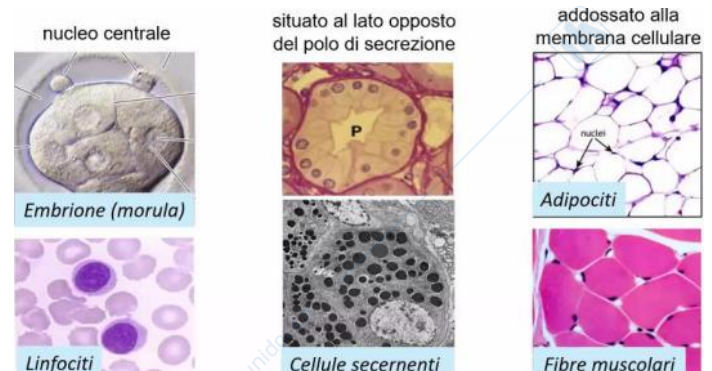 nucleo centrale
Embrione (morula)
Linfociti
situato al lato opposto
del polo di secrezione
P
Cellule secernenti
addossato alla
membrana cellulare
nuclei
Adipociti
Fibre muscolari